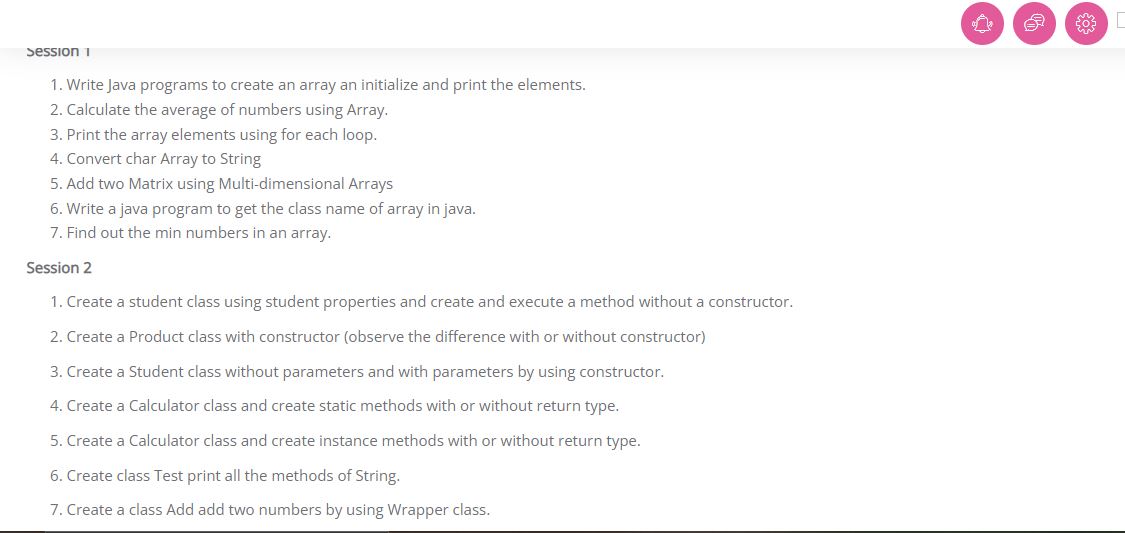 Session 1
1. Write Java programs to create an array an initialize and print the elements.
2. Calculate the average of numbers using Array.
3. Print the array elements using for each loop.
4. Convert char Array to String
5. Add two Matrix using Multi-dimensional Arrays
6. Write a java program to get the class name of array in java.
7. Find out the min numbers in an array.
Session 2
1. Create a student class using student properties and create and execute a method without a constructor.
2. Create a Product class with constructor (observe the difference with or without constructor)
3. Create a Student class without parameters and with parameters by using constructor.
4. Create a Calculator class and create static methods with or without return type.
5. Create a Calculator class and create instance methods with or without return type.
6. Create class Test print all the methods of String.
7. Create a class Add add two numbers by using Wrapper class.